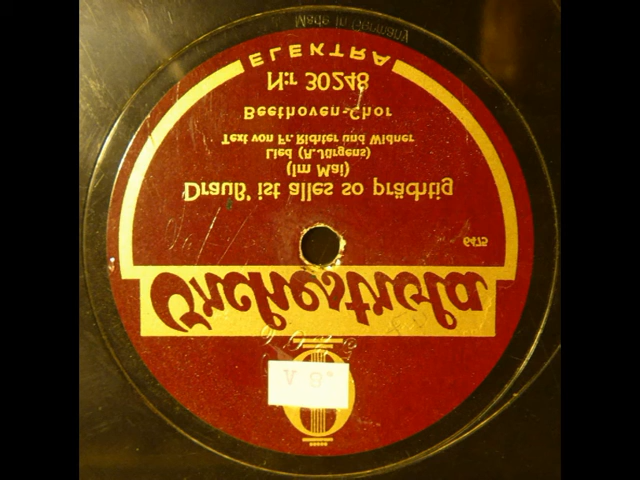 Orchestrola
6475
Drauß' ist alles so prächtig
(Im Mai)
Lied (A.Jürgens)
Text von Fr. Richter und Widner
Beethoven-Chor
N:r 30248
ELEKTRA
Made in Germany